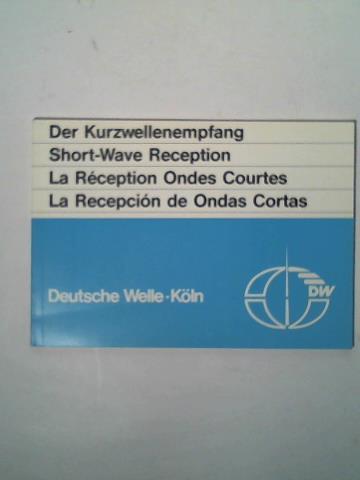 Der Kurzwellenempfang
Short-Wave Reception
La Réception Ondes Courtes
La Recepción de Ondas Cortas
Deutsche Welle·Köln
DW